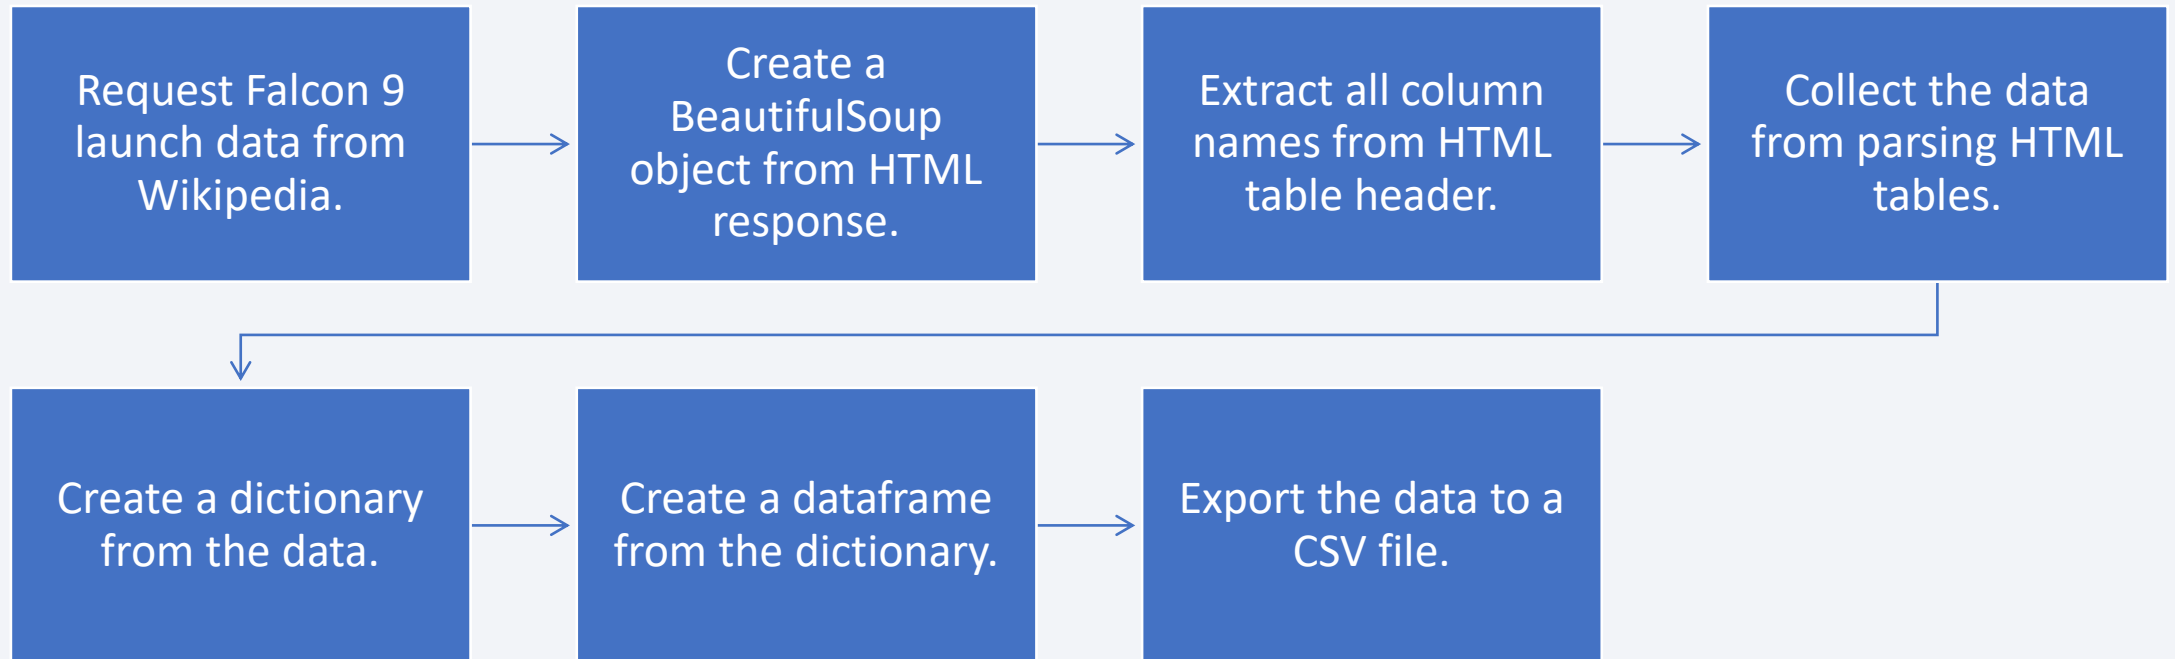 Request Falcon 9
launch data from
Wikipedia.
Create a
BeautifulSoup
object from HTML
response.
Extract all column
names from HTML
table header.
Collect the data
from parsing HTML
tables.
Create a dictionary
from the data.
Create a dataframe
from the dictionary.
Export the data to a
CSV file.